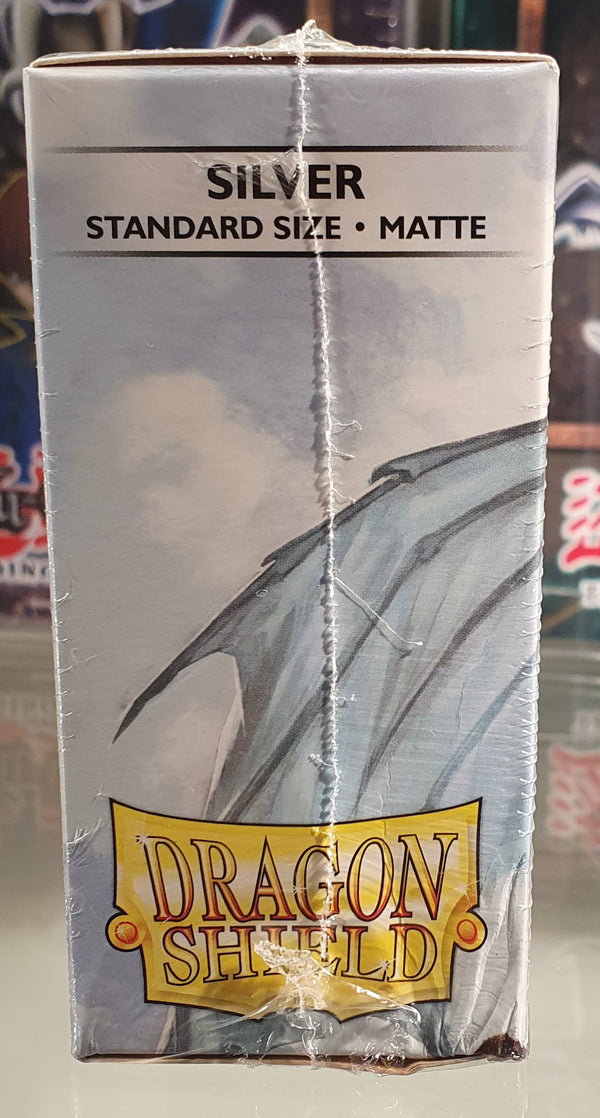 SILVER
STANDARD SIZE • MATTE
DRAGON
SHIELD